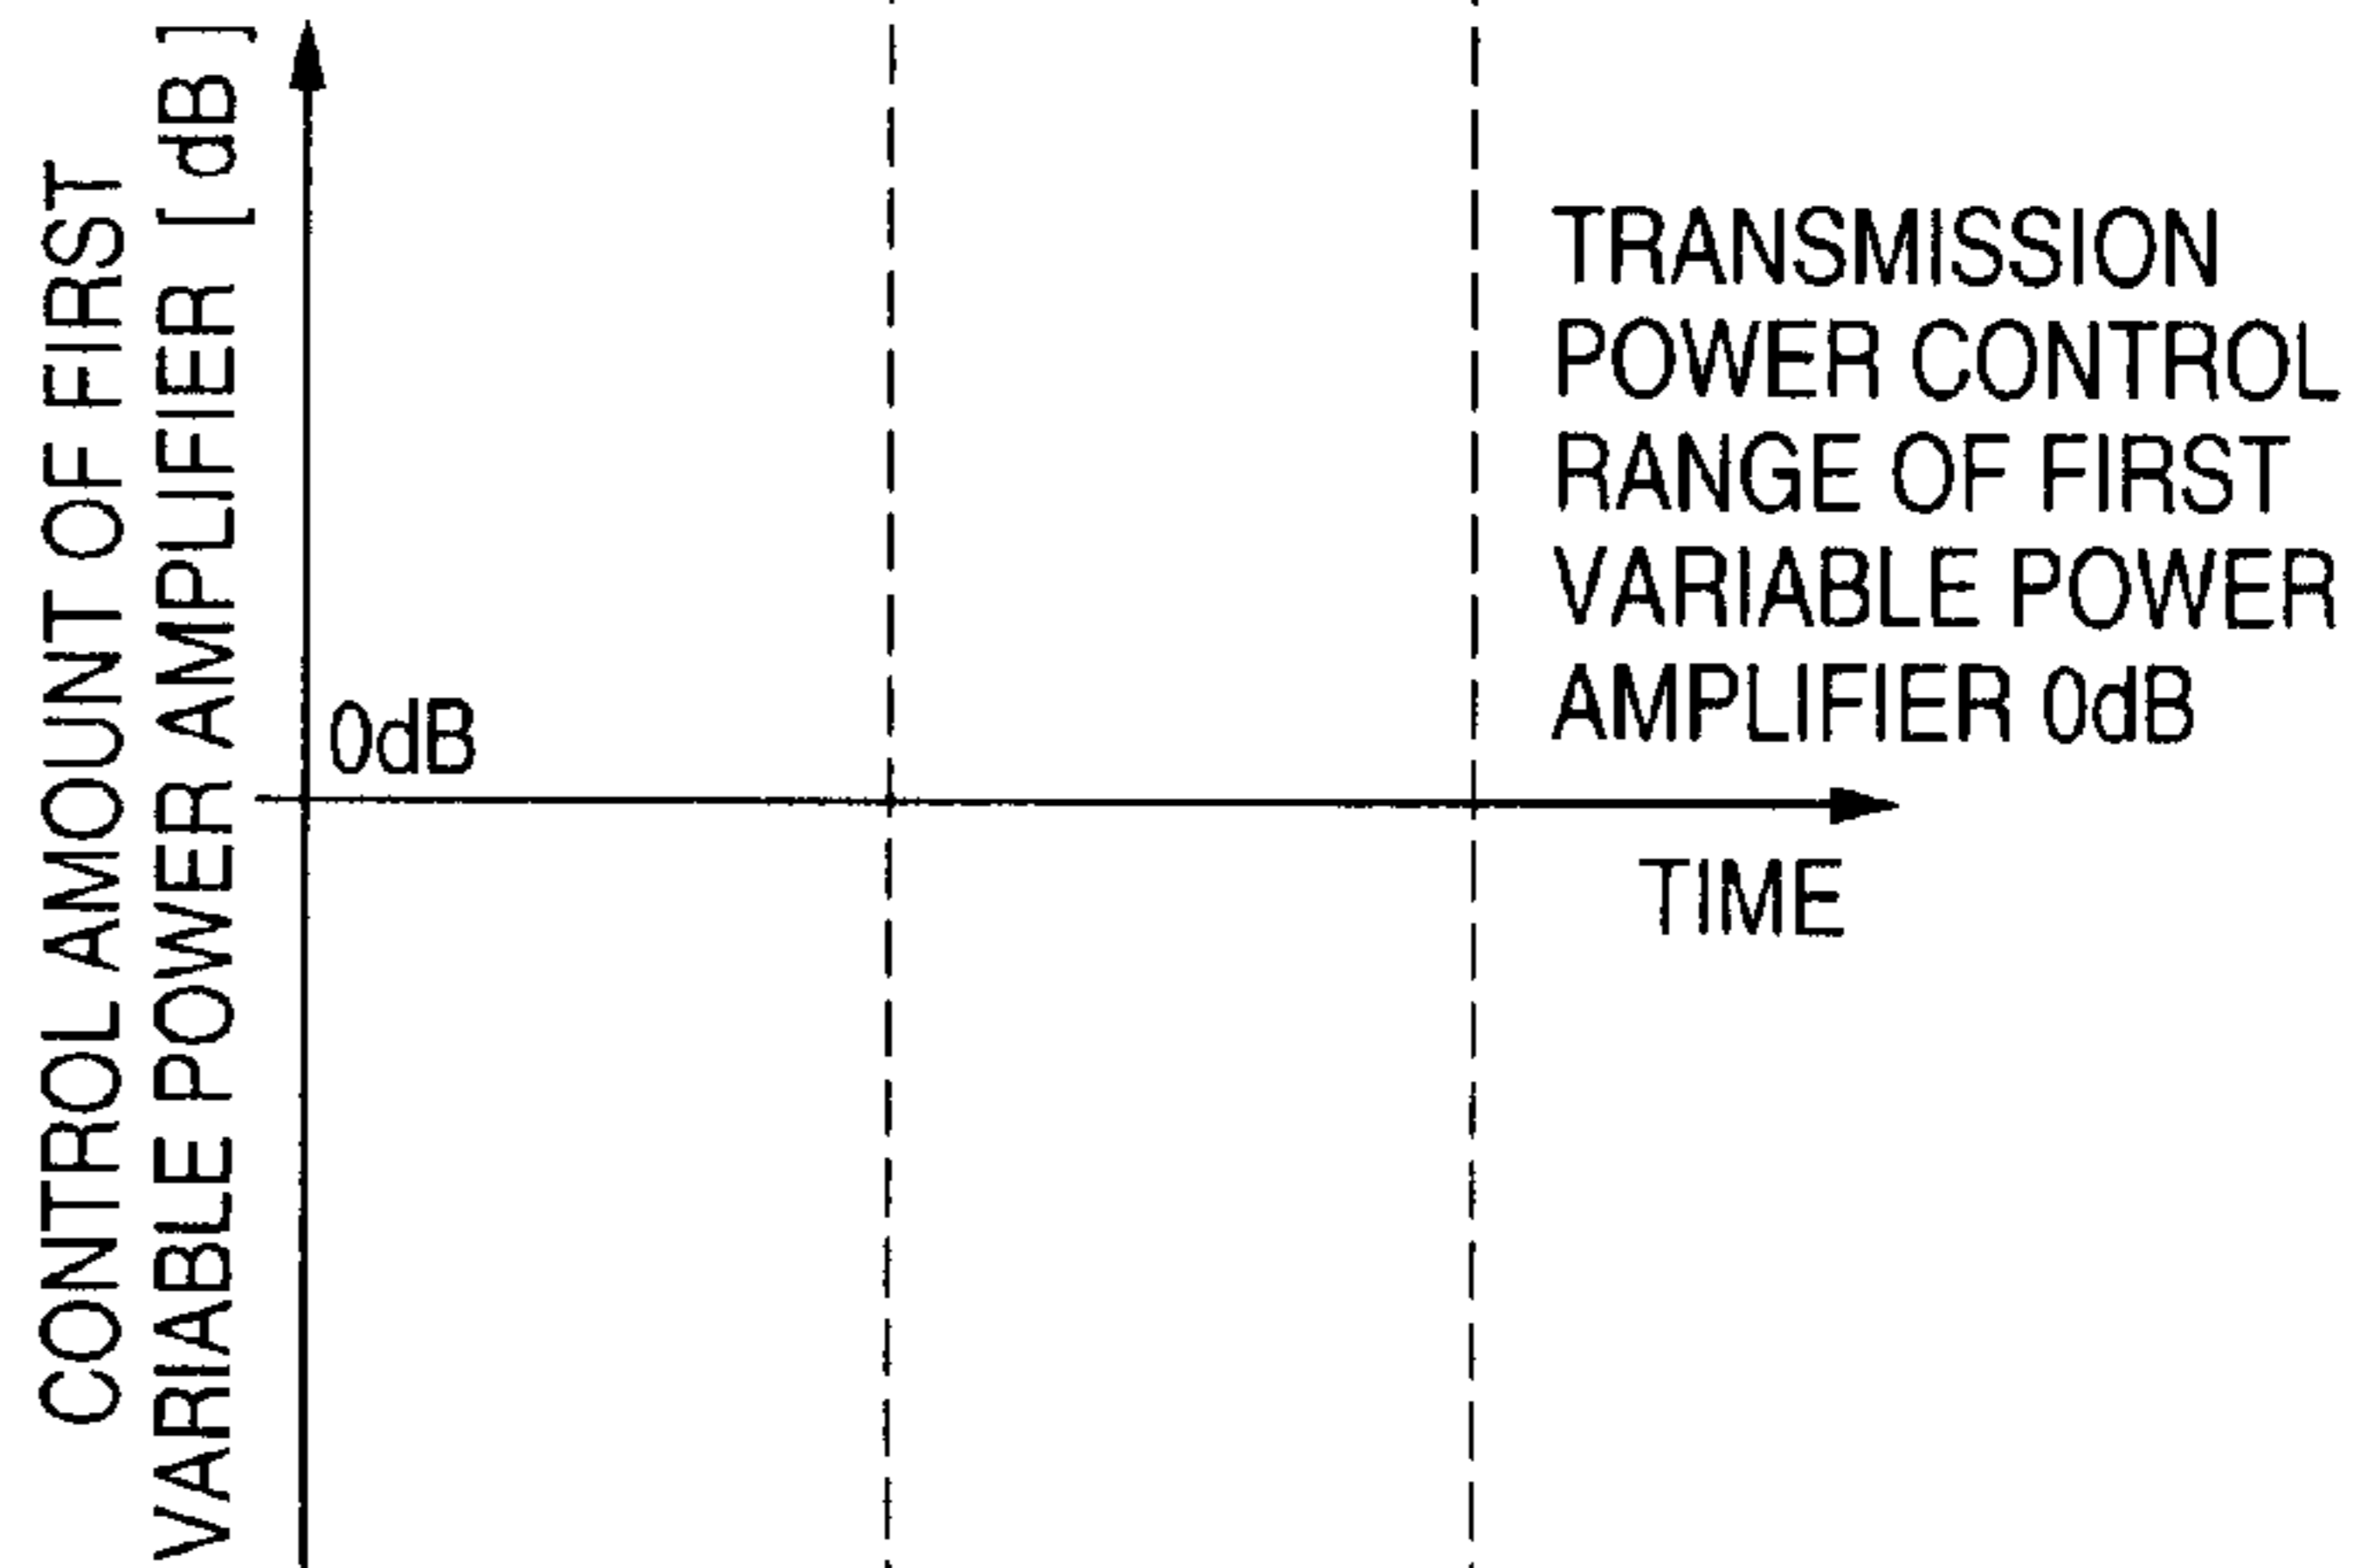 CONTROL AMOUNT OF FIRST
VARIABLE POWER AMPLIFIER [ dB ]
0dB
TRANSMISSION
POWER CONTROL
RANGE OF FIRST
VARIABLE POWER
AMPLIFIER 0dB
TIME